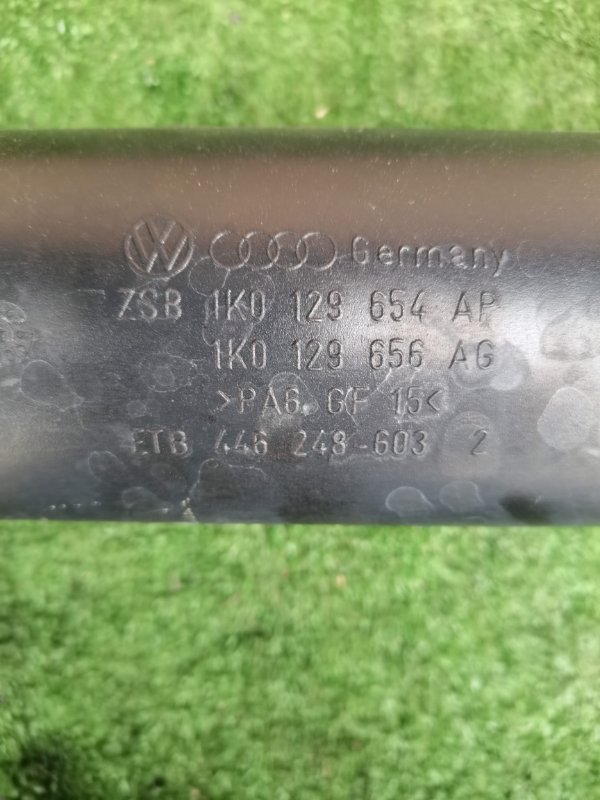 Germany
ZSB 1K0 129 654 AP
1K0 129 656 AG
>PA6 GF 15<
ETB 446 248-603 2